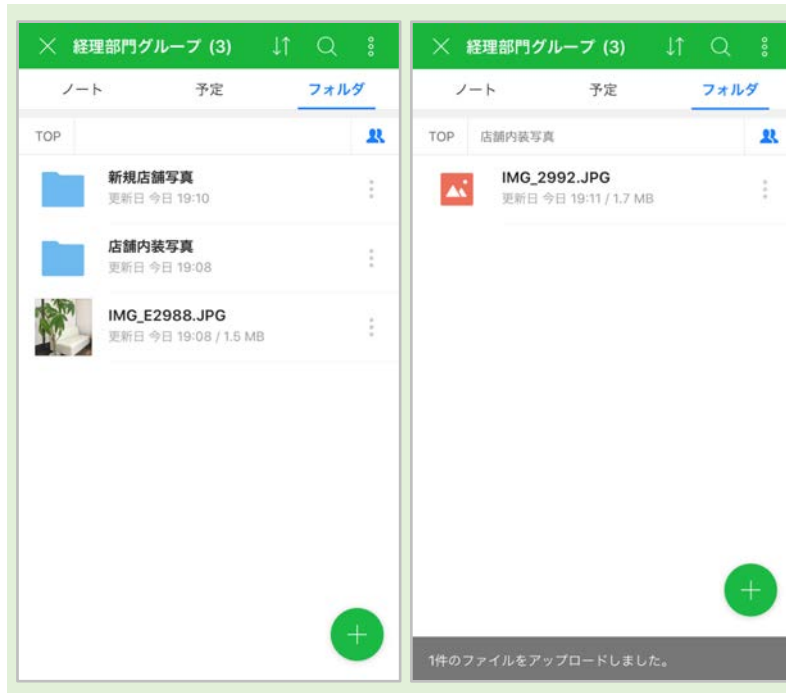 経理部門グループ (3)
ノート 予定 フォルダ
TOP
新規店舗写真
更新日 今日 19:10
店舗内装写真
更新日 今日 19:08
IMG_E2988.JPG
更新日 今日 19:08 / 1.5 MB
経理部門グループ (3)
ノート 予定 フォルダ
TOP 店舗内装写真
IMG_2992.JPG
更新日 今日 19:11 / 1.7 MB
1件のファイルをアップロードしました。